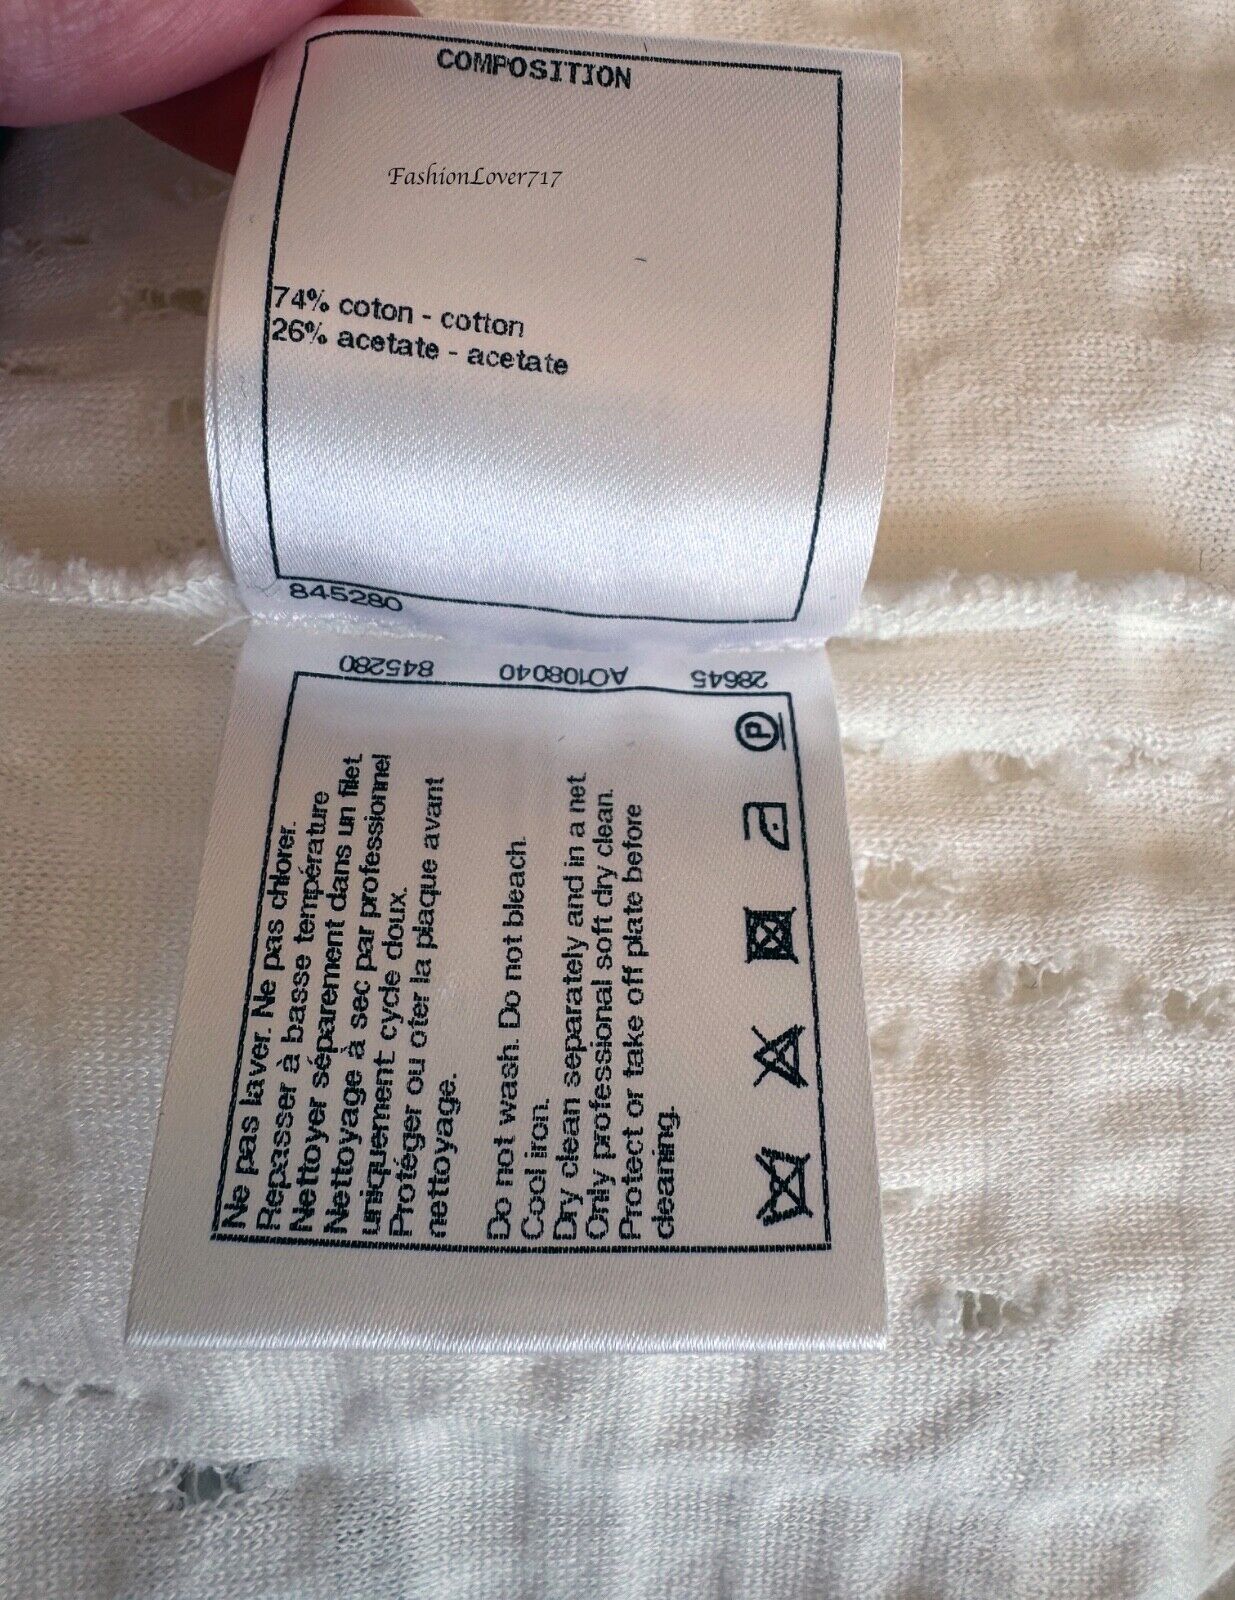 COMPOSITION
FashionLover717
74% coton - cotton
26% acetate - acetate
845280
845280 AO108040 28645
Ne pas laver. Ne pas chlorer.
Repasser à basse température
Nettoyer séparement dans un filet
Nettoyage à sec par professionnel
uniquement cycle doux.
Protéger ou oter la plaque avant
nettoyage.
Do not wash. Do not bleach.
Cool iron.
Dry clean separately and in a net
Only professional soft dry clean.
Protect or take off plate before
cleaning.
P